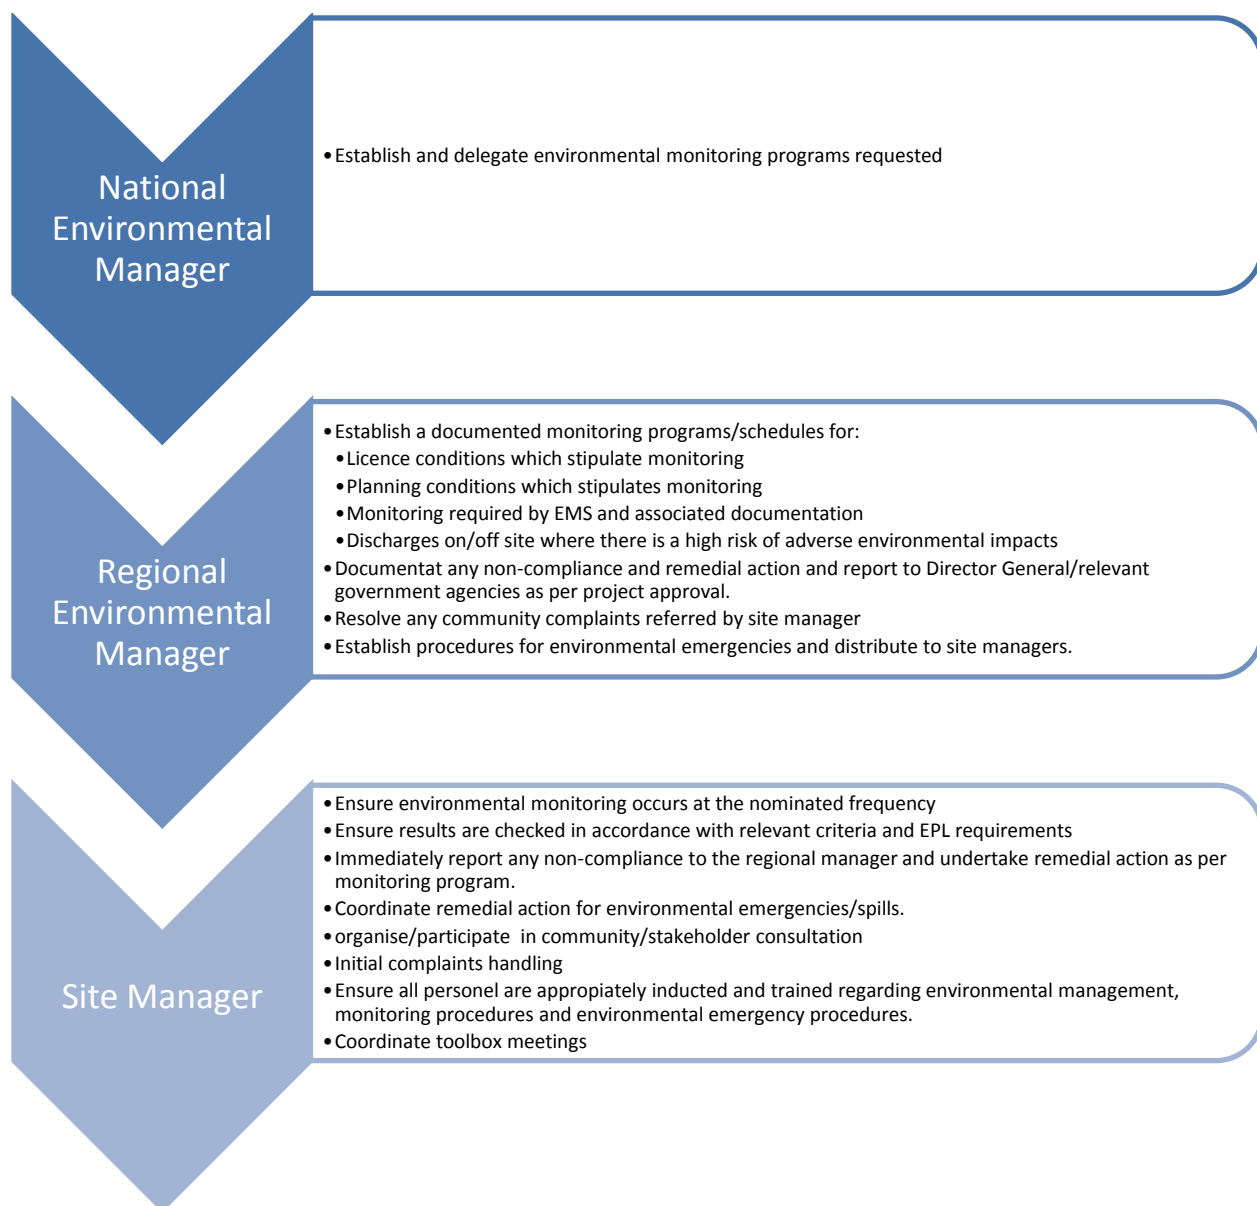 National
Environmental
Manager
•Establish and delegate environmental monitoring programs requested
Regional
Environmental
Manager
•Establish a documented monitoring programs/schedules for:
•Licence conditions which stipulate monitoring
•Planning conditions which stipulates monitoring
•Monitoring required by EMS and associated documentation
•Discharges on/off site where there is a high risk of adverse environmental impacts
•Documentat any non-compliance and remedial action and report to Director General/relevant
government agencies as per project approval.
•Resolve any community complaints referred by site manager
•Establish procedures for environmental emergencies and distribute to site managers.
Site Manager
•Ensure environmental monitoring occurs at the nominated frequency
•Ensure results are checked in accordance with relevant criteria and EPL requirements
•Immediately report any non-compliance to the regional manager and undertake remedial action as per
monitoring program.
•Coordinate remedial action for environmental emergencies/spills.
•organise/participate in community/stakeholder consultation
•Initial complaints handling
•Ensure all personel are appropiately inducted and trained regarding environmental management,
monitoring procedures and environmental emergency procedures.
•Coordinate toolbox meetings